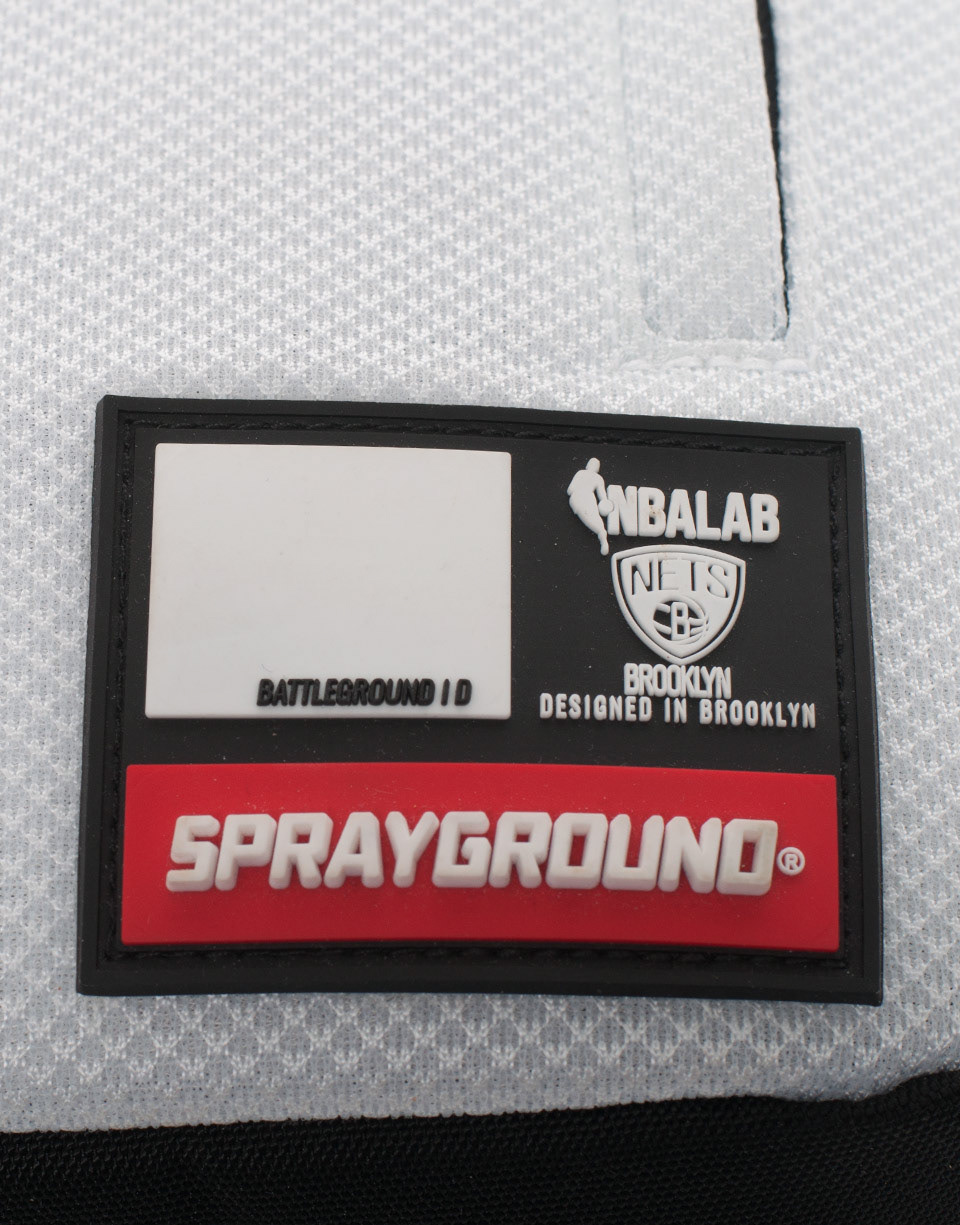 NBALAB
NETS
B
BROOKLYN
DESIGNED IN BROOKLYN
BATTLEGROUND I D
SPRAYGROUND®